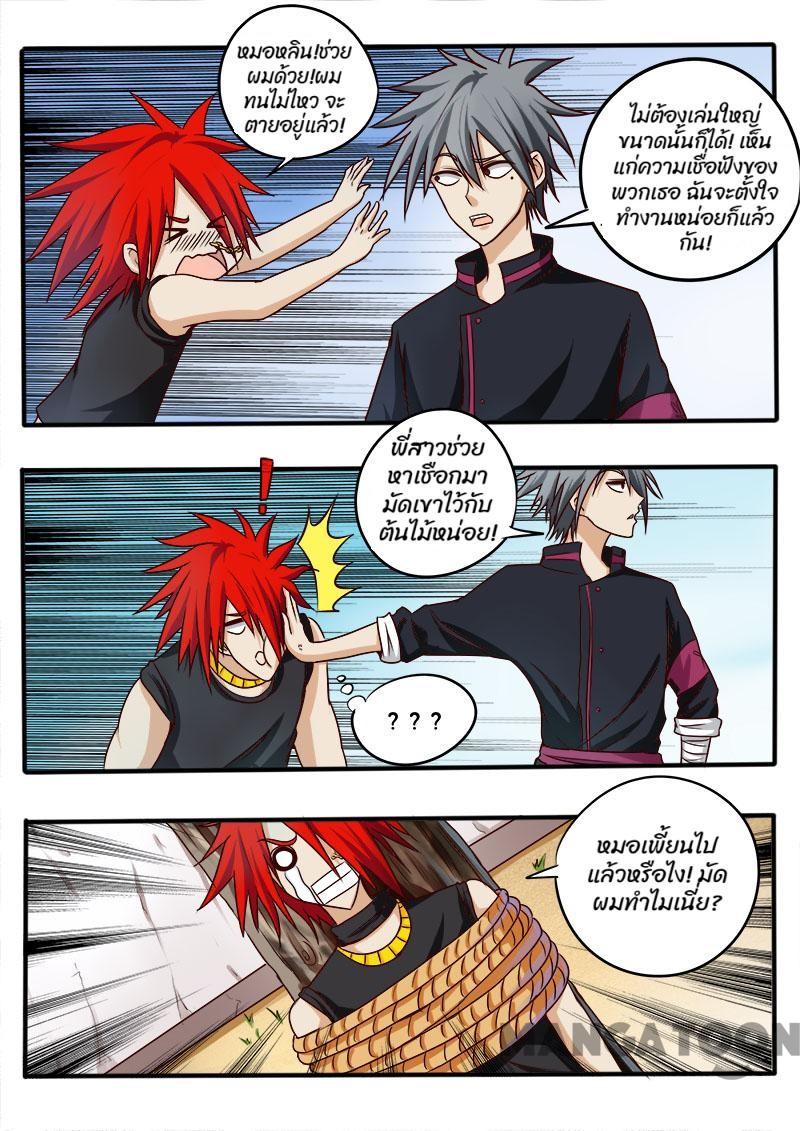 หมอหลิน!ช่วย
ผมด้วย!ผม
ทนไม่ไหว จะ
ตายอยู่แล้ว!
ไม่ต้องเล่นใหญ่
ขนาดนั้นก็ได้! เห็น
แก่ความเชื่อฟังของ
พวกเธอ ฉันจะตั้งใจ
ทำงานหน่อยก็แล้ว
กัน!
พี่สาวช่วย
หาเชือกมา
มัดเขาไว้กับ
ต้นไม้หน่อย!
!
? ? ?
หมอเพี้ยนไป
แล้วหรือไง! มัด
ผมทำไมเนี่ย?
MANGATOON